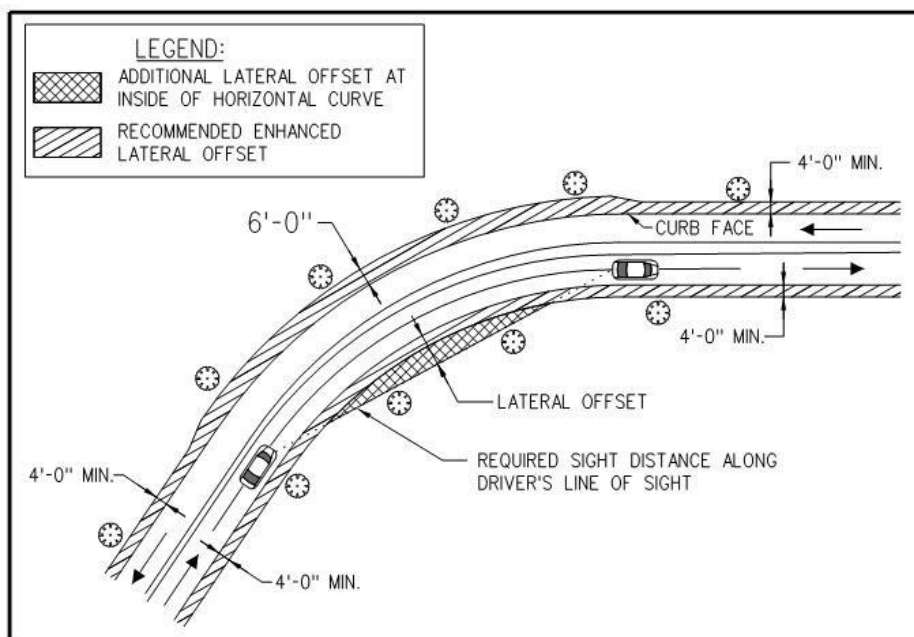 LEGEND:
ADDITIONAL LATERAL OFFSET AT
INSIDE OF HORIZONTAL CURVE
RECOMMENDED ENHANCED
LATERAL OFFSET
4'-0" MIN.
6'-0"
CURB FACE
4'-0" MIN.
LATERAL OFFSET
REQUIRED SIGHT DISTANCE ALONG
DRIVER'S LINE OF SIGHT
4'-0" MIN.
4'-0" MIN.